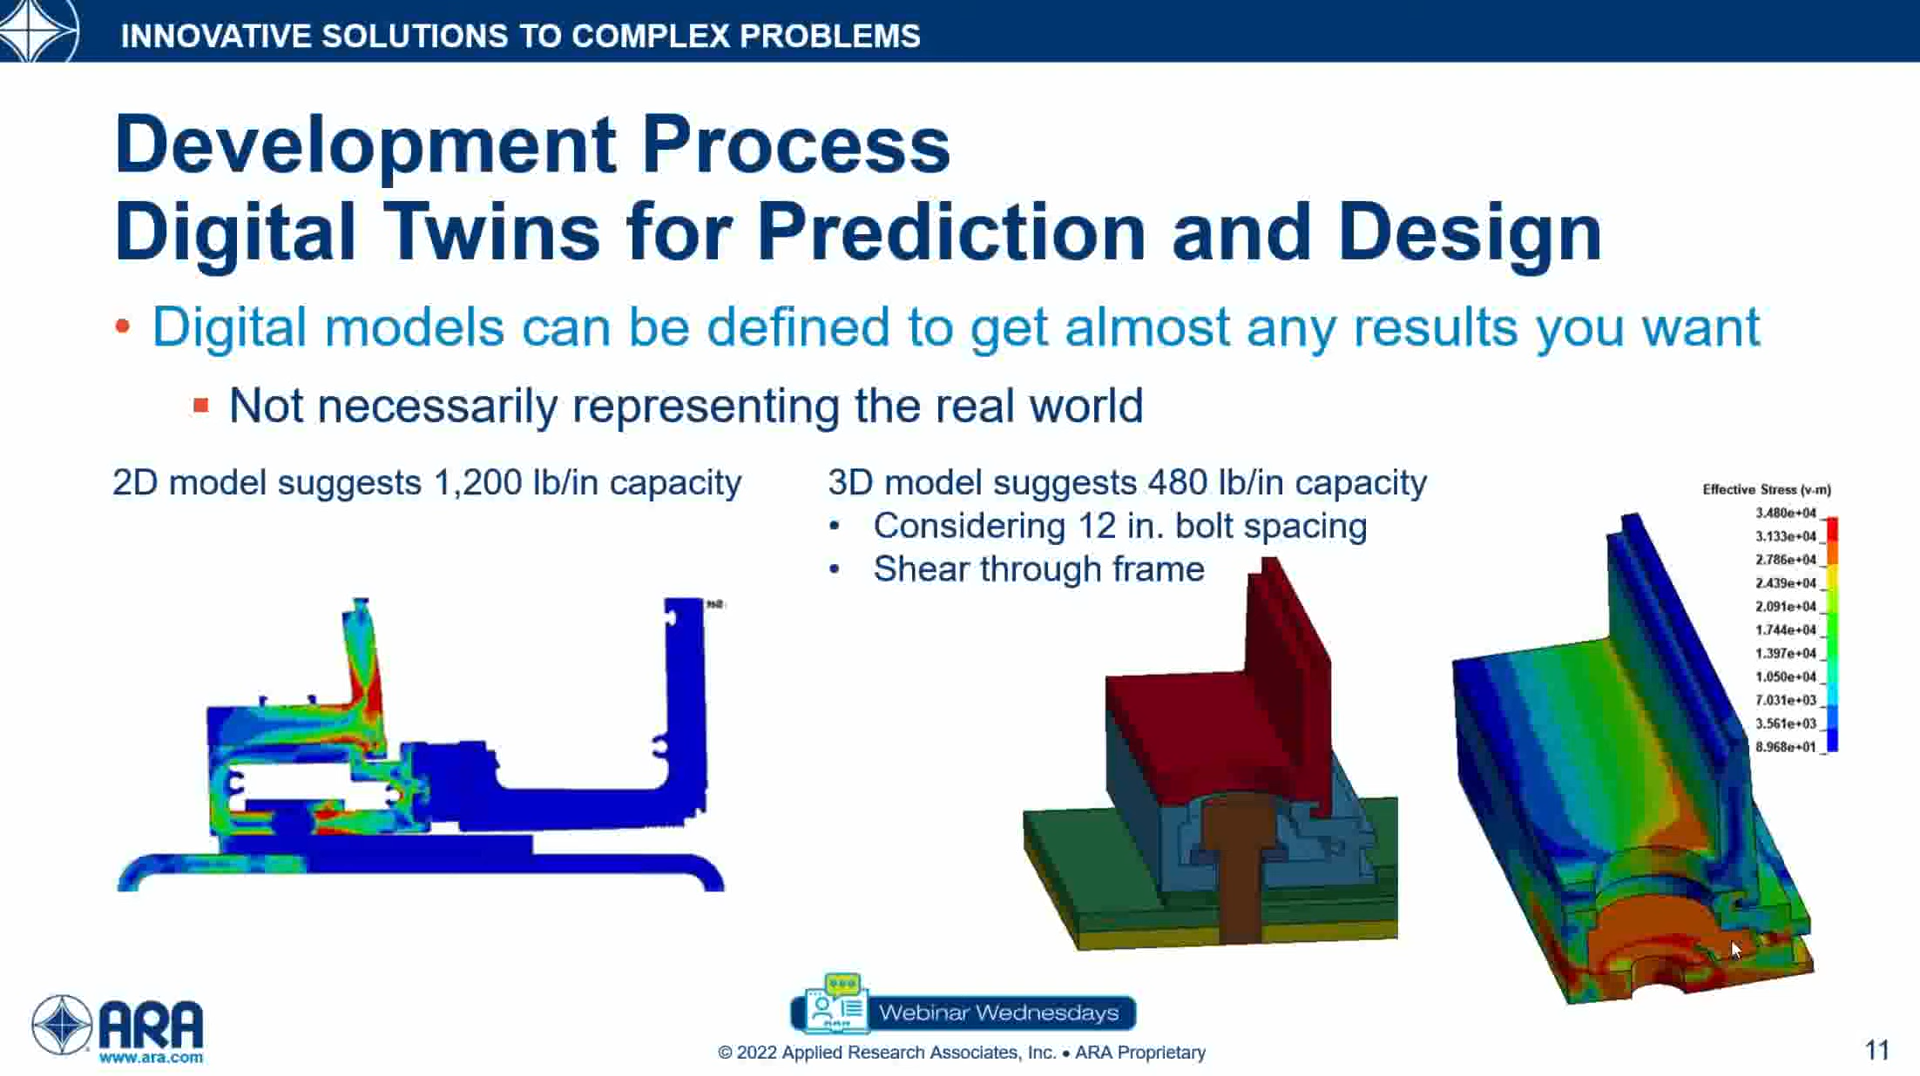 INNOVATIVE SOLUTIONS TO COMPLEX PROBLEMS
Development Process
Digital Twins for Prediction and Design
• Digital models can be defined to get almost any results you want
▪ Not necessarily representing the real world
2D model suggests 1,200 lb/in capacity
3D model suggests 480 lb/in capacity
• Considering 12 in. bolt spacing
• Shear through frame
Effective Stress (v-m)
3.480e+04
3.133e+04
2.786e+04
2.439e+04
2.091e+04
1.744e+04
1.397e+04
1.050e+04
7.031e+03
3.561e+03
8.968e+01
ARA
www.ara.com
Webinar Wednesdays
© 2022 Applied Research Associates, Inc. • ARA Proprietary
11